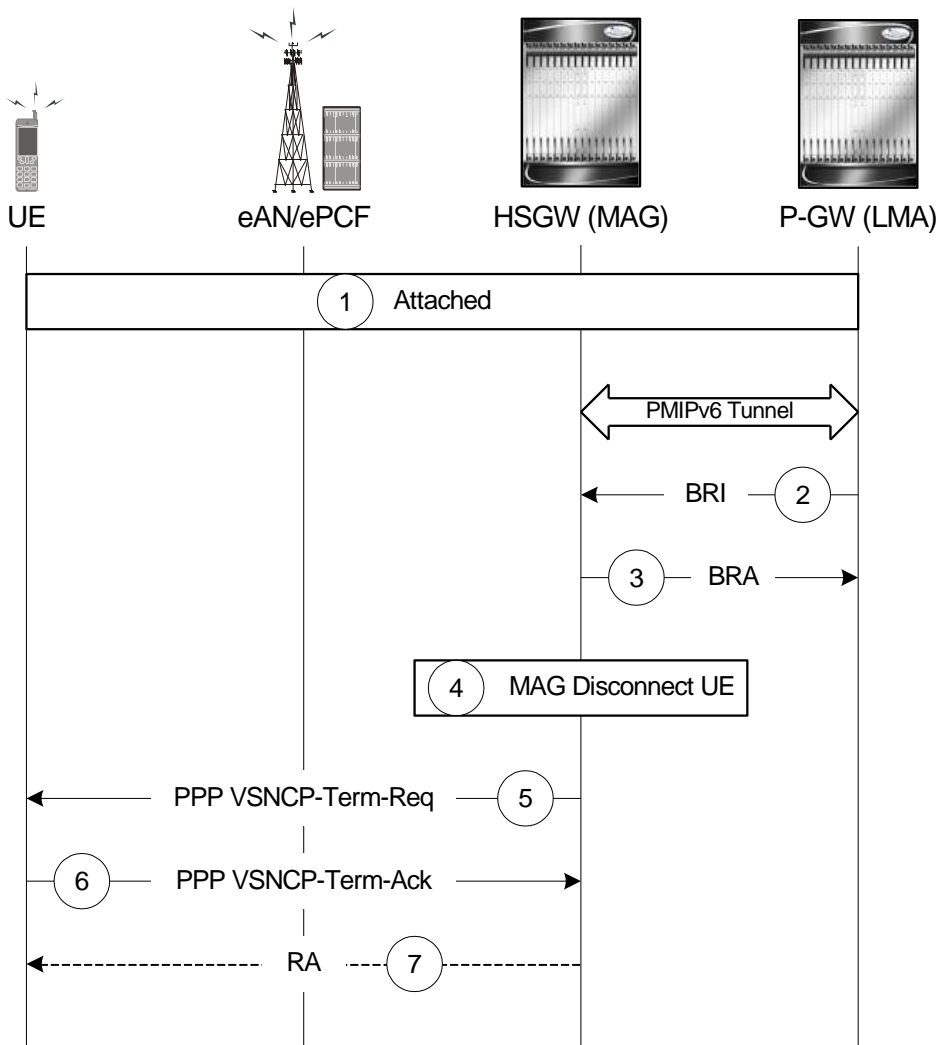 UE
eAN/ePCF
HSGW (MAG)
P-GW (LMA)
1 Attached
PMIPv6 Tunnel
BRI 2
3 BRA
4 MAG Disconnect UE
PPP VSNCP-Term-Req 5
6 PPP VSNCP-Term-Ack
RA 7